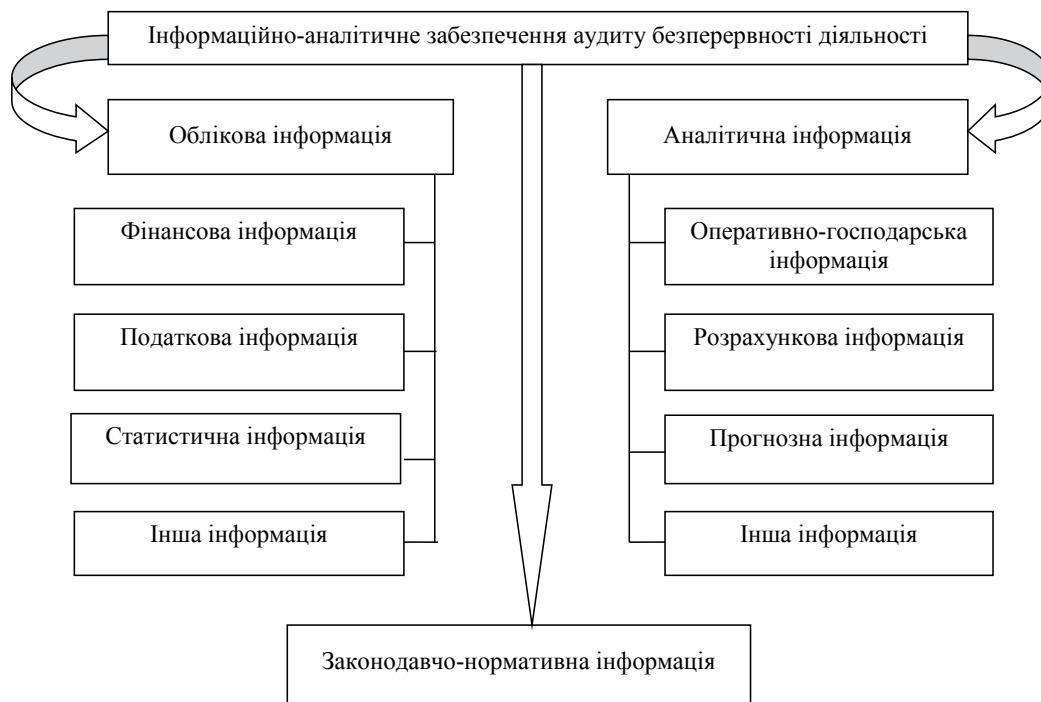 Інформаційно-аналітичне забезпечення аудиту безперервності діяльності
Облікова інформація
Аналітична інформація
Фінансова інформація
Оперативно-господарська
інформація
Податкова інформація
Розрахункова інформація
Статистична інформація
Прогнозна інформація
Інша інформація
Інша інформація
Законодавчо-нормативна інформація